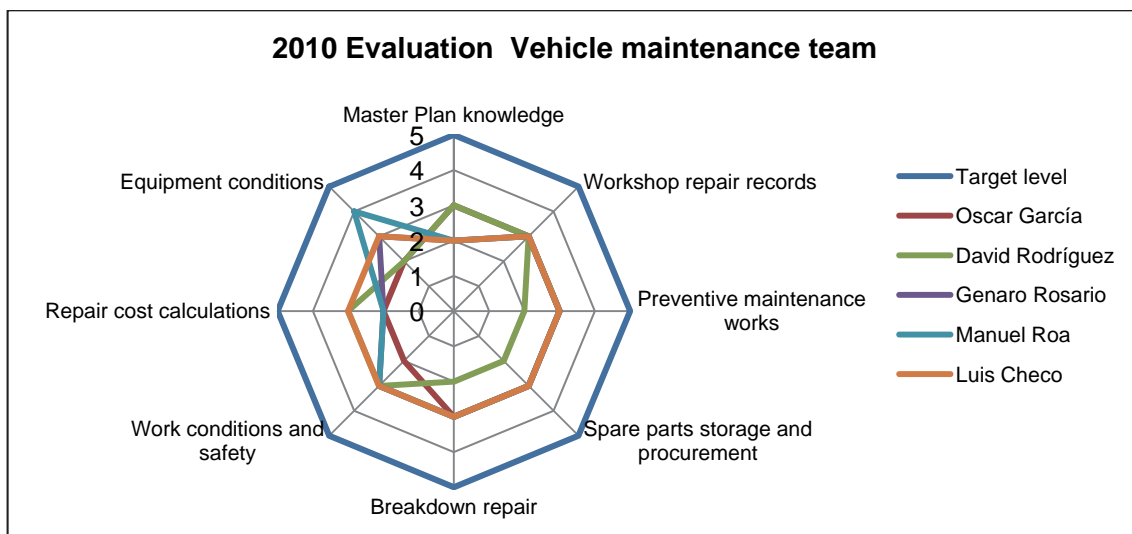 2010 Evaluation  Vehicle maintenance team
Master Plan knowledge
Workshop repair records
Preventive maintenance
works
Spare parts storage and
procurement
Breakdown repair
Work conditions and
safety
Repair cost calculations
Equipment conditions
5
4
3
2
1
0
Target level
Oscar García
David Rodríguez
Genaro Rosario
Manuel Roa
Luis Checo